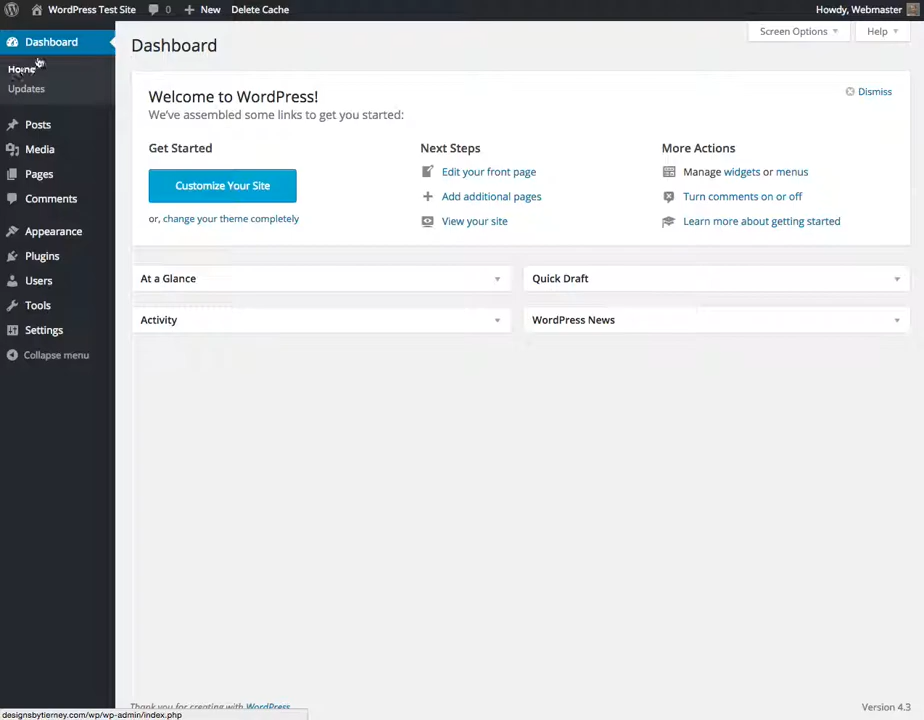 WordPress Test Site 0 New Delete Cache Howdy, Webmaster
Dashboard
Home
Updates
Posts
Media
Pages
Comments
Appearance
Plugins
Users
Tools
Settings
Collapse menu
Dashboard
Screen Options Help
Welcome to WordPress!
We've assembled some links to get you started:
Dismiss
Get Started
Customize Your Site
or, change your theme completely
Next Steps
Edit your front page
Add additional pages
View your site
More Actions
Manage widgets or menus
Turn comments on or off
Learn more about getting started
At a Glance
Quick Draft
Activity
WordPress News
Thank you for creating with WordPress.
Version 4.3
designsbytierney.com/wp/wp-admin/index.php